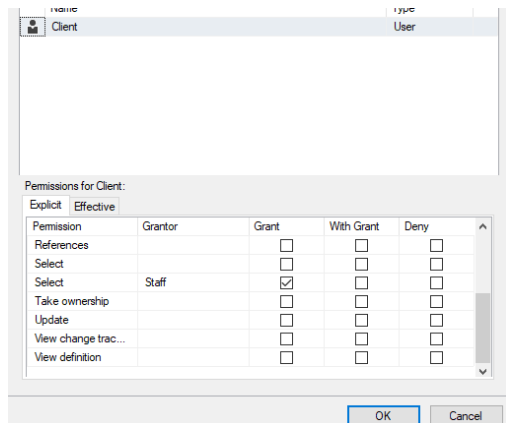 Name Type
Client User
Permissions for Client:
Explicit Effective
Permission Grantor Grant With Grant Deny
References
Select
Select Staff
Take ownership
Update
View change trac...
View definition
OK Cancel